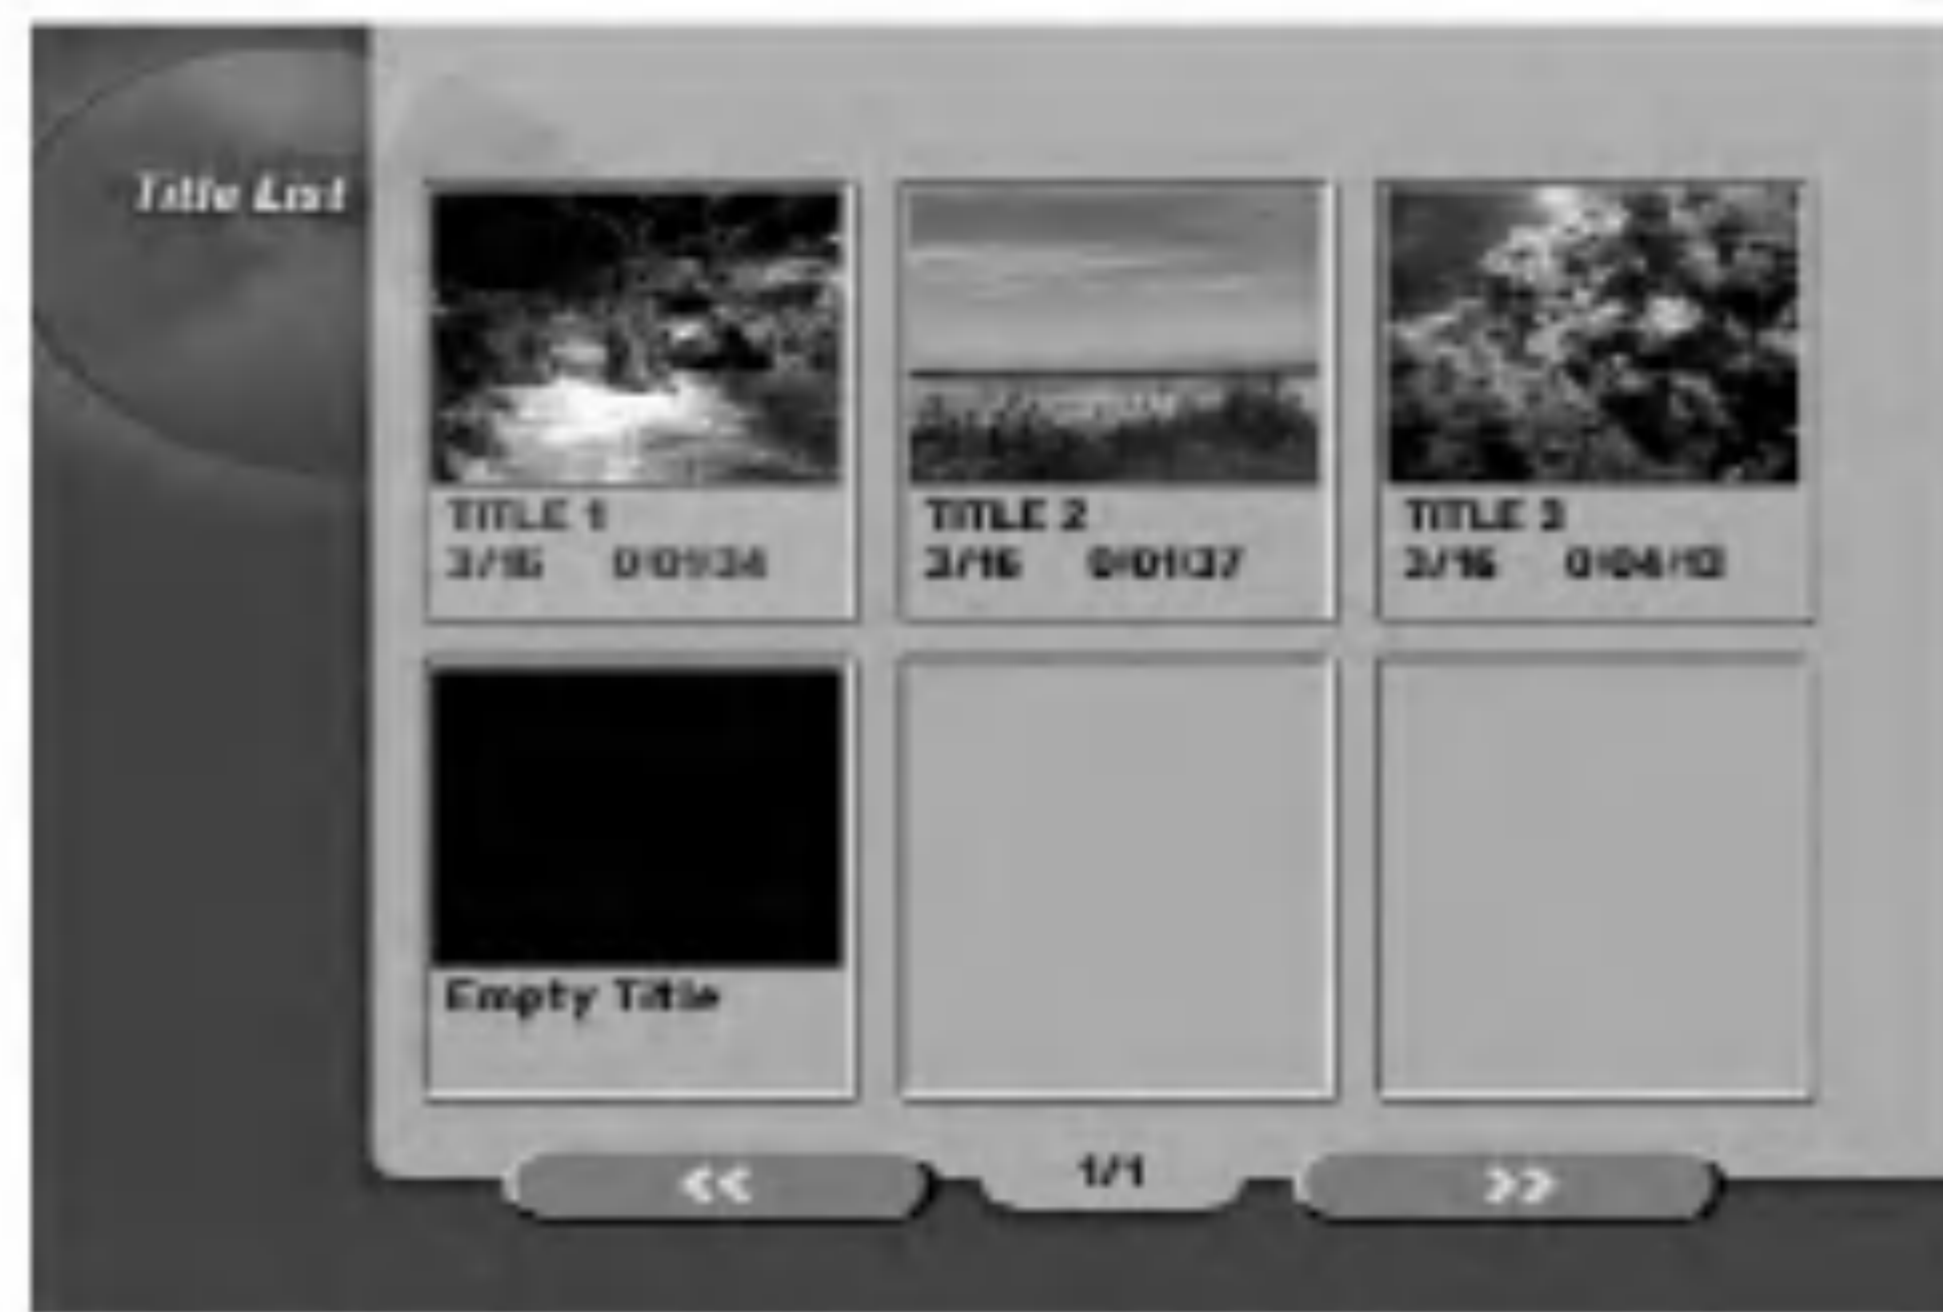 Title List
TITLE 1
3/16
TITLE 2
3/16 0:01:37
TITLE 3
3/16
Empty Title
<<
1/1
>>